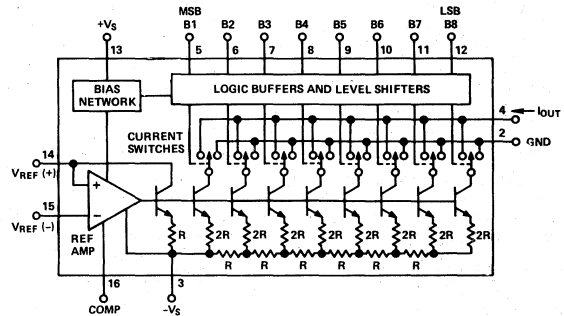 MSB LSB
+VS B1 B2 B3 B4 B5 B6 B7 B8
13 5 6 7 8 9 10 11 12
BIAS NETWORK
LOGIC BUFFERS AND LEVEL SHIFTERS
4 IOUT
2 GND
CURRENT SWITCHES
14
VREF (+)
+
15
VREF (-)
−
REF AMP
R 2R 2R 2R 2R 2R 2R 2R 2R
R R R R R R
16 3
COMP -VS